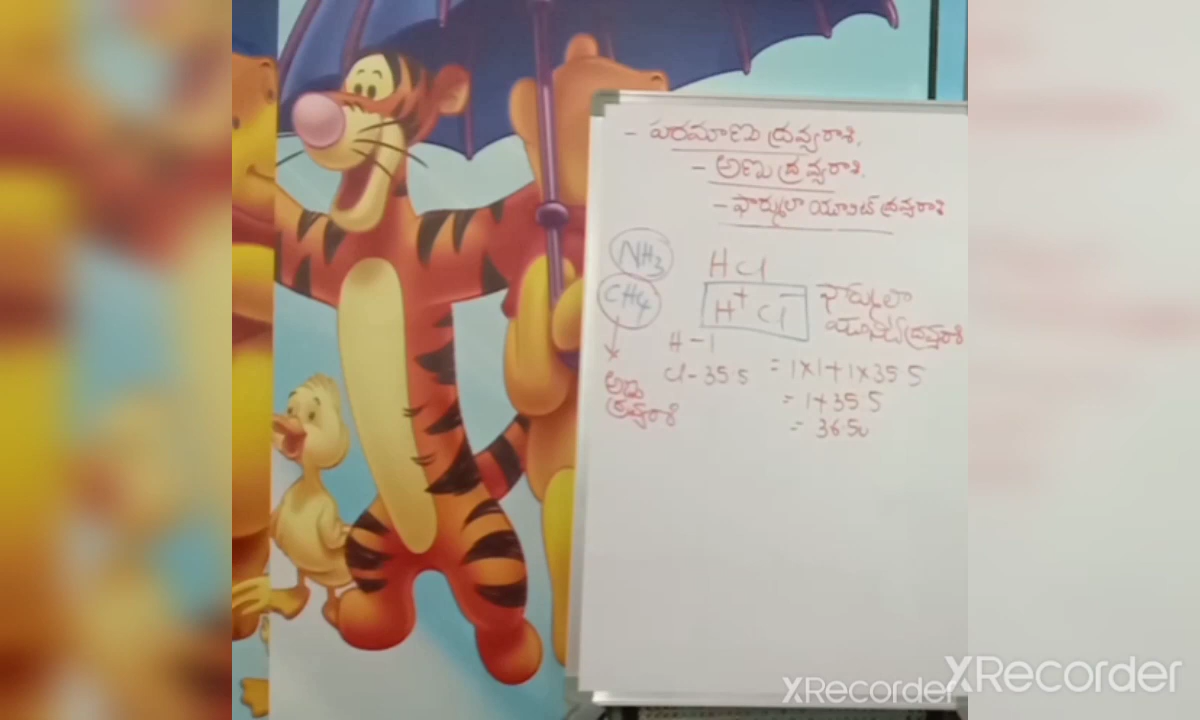 - పరమాణు ద్రవ్యరాశి.
- అణు ద్రవ్యరాశి.
- ఫార్ములా యూనిట్ ద్రవ్యరాశి
NH3
CH4
అణు
ద్రవ్యరాశి
HCl
H+ Cl-
ఫార్ములా
యూనిట్ ద్రవ్యరాశి
H - 1
Cl - 35.5
= 1x1+1x35.5
= 1+35.5
= 36.5u
XRecorder
XRecorder